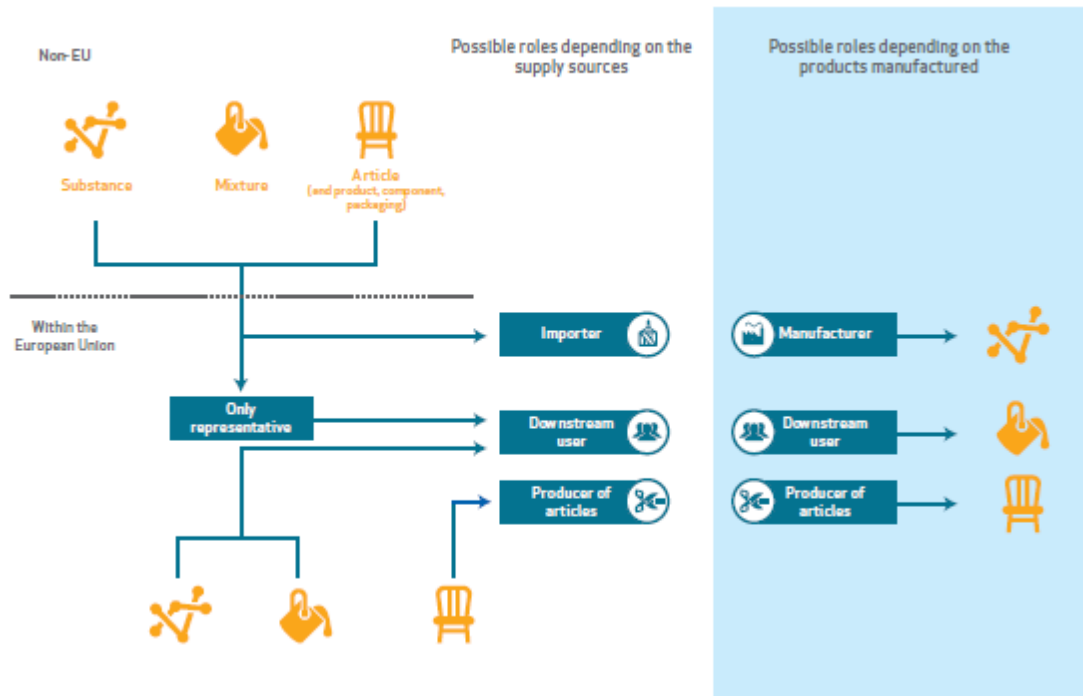 Non-EU
Possible roles depending on the
supply sources
Possible roles depending on the
products manufactured
Substance
Mixture
Article
(and product, component,
packaging)
Within the
European Union
Importer
Manufacturer
Only
representative
Downstream
user
Downstream
user
Producer of
articles
Producer of
articles